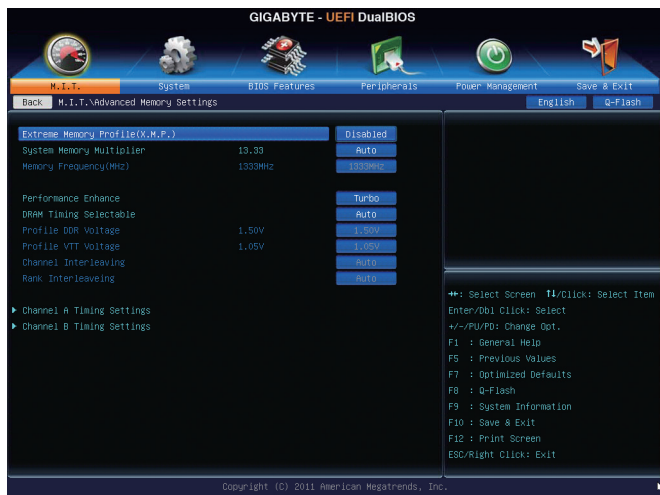 GIGABYTE - UEFI DualBIOS
M.I.T. System BIOS Features Peripherals Power Management Save & Exit
Back M.I.T.\Advanced Memory Settings English Q-Flash
Extreme Memory Profile(X.M.P.) Disabled
System Memory Multiplier 13.33 Auto
Memory Frequency(MHz) 1333MHz 1333MHz
Performance Enhance Turbo
DRAM Timing Selectable Auto
Profile DDR Voltage 1.50V 1.50V
Profile VTT Voltage 1.05V 1.05V
Channel Interleaving Auto
Rank Interleaveing Auto
Channel A Timing Settings
Channel B Timing Settings
→←: Select Screen ↑↓/Click: Select Item
Enter/Dbl Click: Select
+/-/PU/PD: Change Opt.
F1 : General Help
F5 : Previous Values
F7 : Optimized Defaults
F8 : Q-Flash
F9 : System Information
F10 : Save & Exit
F12 : Print Screen
ESC/Right Click: Exit
Copyright (C) 2011 American Megatrends, Inc.